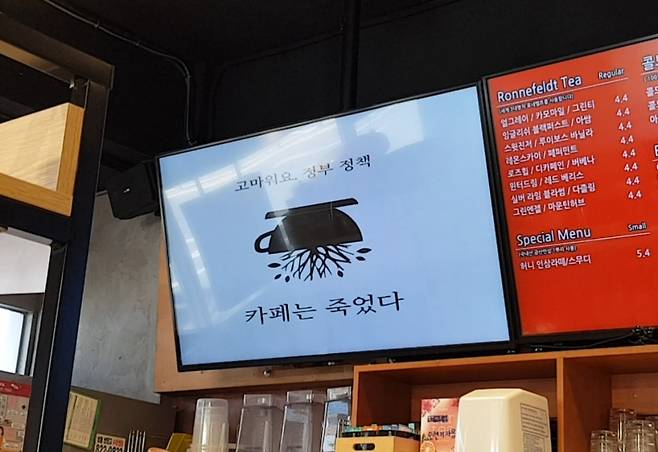 고마워요. 정부 정책
카페는 죽었다
Ronnefeldt Tea
Regular
얼그레이 / 카모마일 / 그린티 4.4
잉글리쉬 블랙퍼스트 / 아쌈 4.4
스윗진저 / 루이보스 바닐라 4.4
레몬스카이 / 페퍼민트 4.4
로즈힙 / 디카페인 / 버베나 4.4
윈터드림 / 레드 베리스 4.4
실버 라임 블라썸 / 다즐링 4.4
그린엔젤 / 마운틴허브 4.4
Special Menu
Small
허니 인삼라떼/스무디 5.4
콜